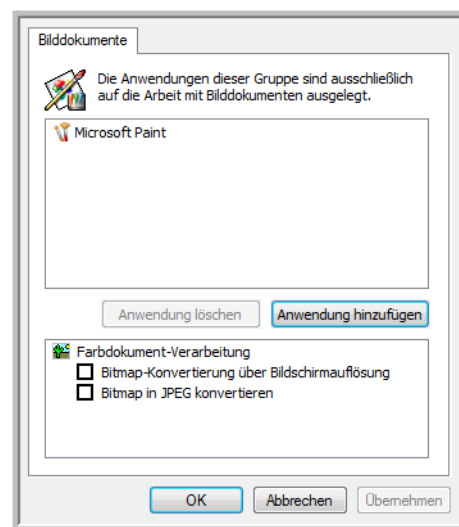 Bilddokumente
Die Anwendungen dieser Gruppe sind ausschließlich
auf die Arbeit mit Bilddokumenten ausgelegt.
Microsoft Paint
Anwendung löschen
Anwendung hinzufügen
Farbdokument-Verarbeitung
Bitmap-Konvertierung über Bildschirmauflösung
Bitmap in JPEG konvertieren
OK
Abbrechen
Übernehmen